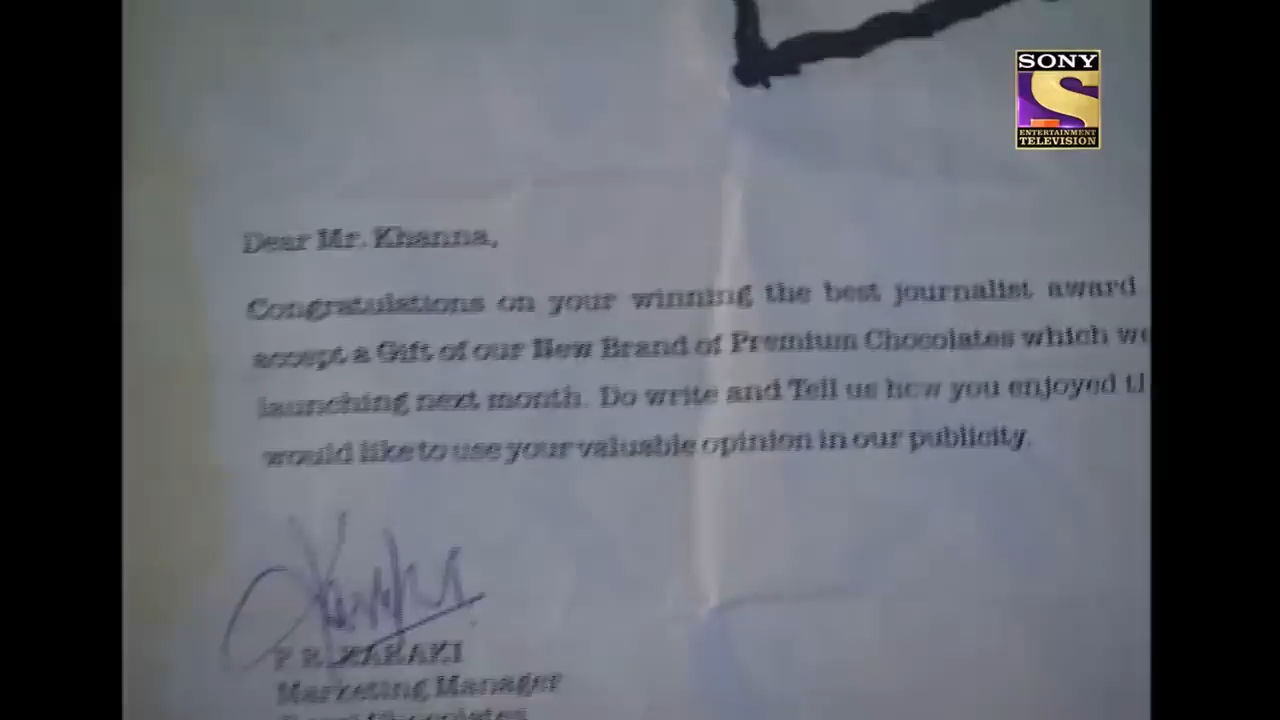 SONY
ENTERTAINMENT
TELEVISION
Dear Mr. Khanna,
Congratulations on your winning the best journalist award
accept a Gift of our New Brand of Premium Chocolates which we
launching next month. Do write and Tell us how you enjoyed
would like to use your valuable opinion in our publicity.
Marketing Manager
Chocolates